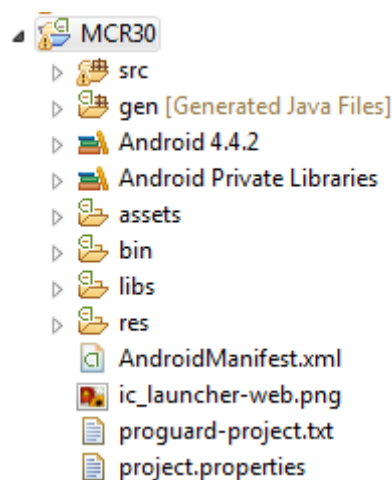 MCR30
src
gen [Generated Java Files]
Android 4.4.2
Android Private Libraries
assets
bin
libs
res
AndroidManifest.xml
ic_launcher-web.png
proguard-project.txt
project.properties